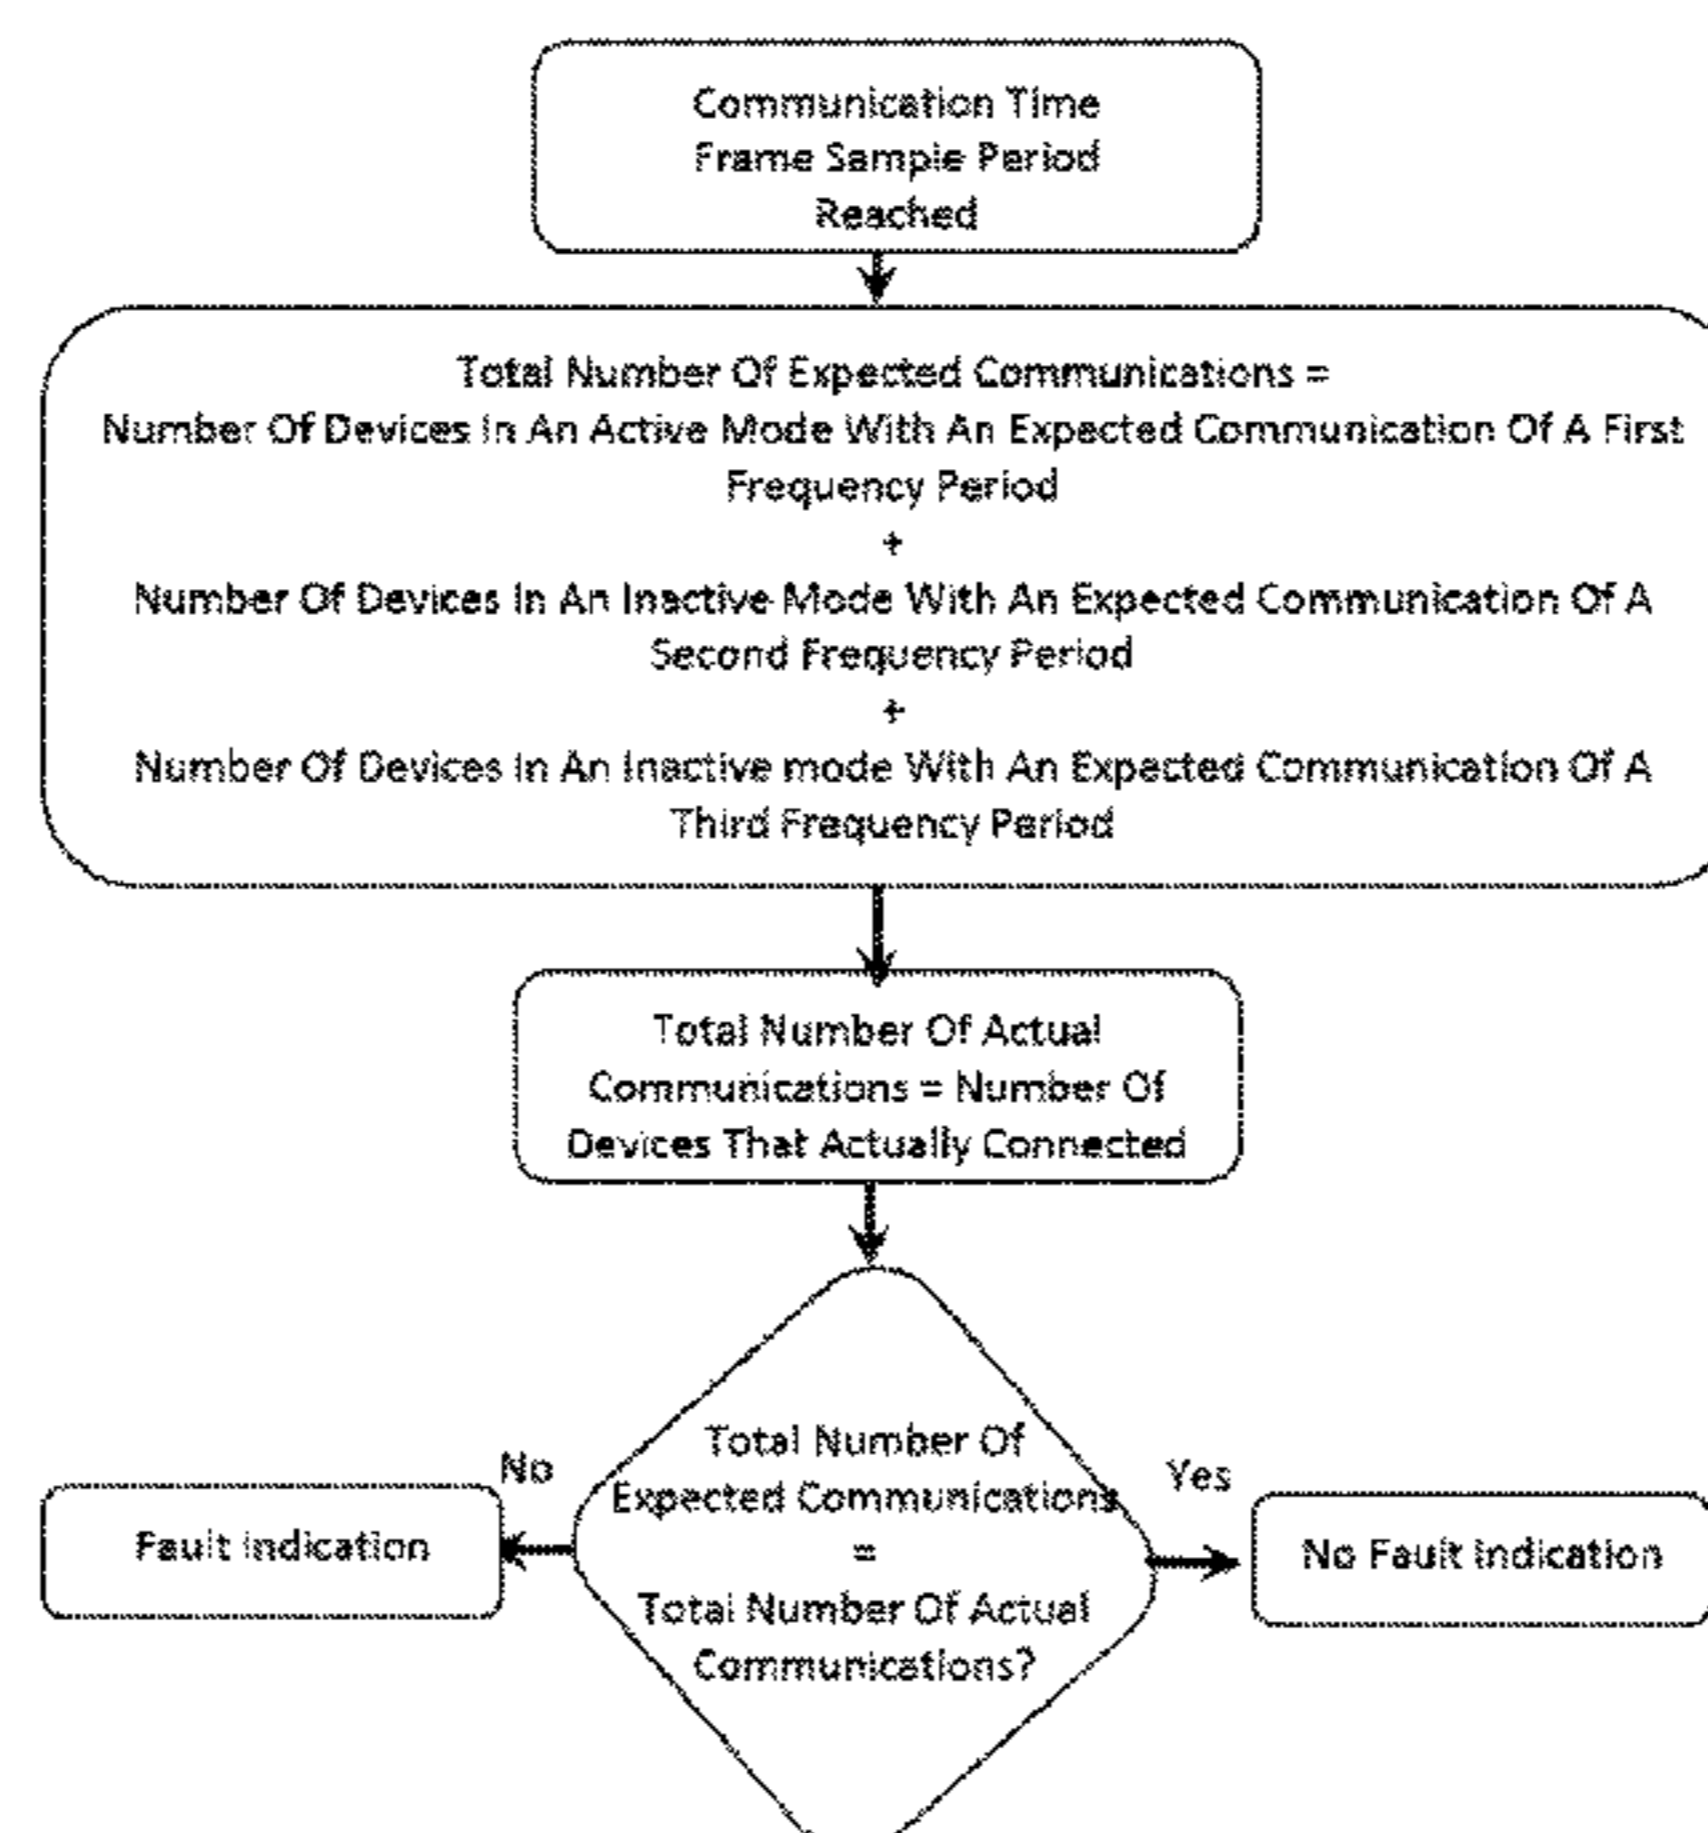 Communication Time
Frame Sample Period
Reached
Total Number Of Expected Communications =
Number Of Devices In An Active Mode With An Expected Communication Of A First
Frequency Period
+
Number Of Devices In An Inactive Mode With An Expected Communication Of A
Second Frequency Period
+
Number Of Devices In An Inactive mode With An Expected Communication Of A
Third Frequency Period
Total Number Of Actual
Communications = Number Of
Devices That Actually Connected
Total Number Of
Expected Communications
=
Total Number Of Actual
Communications?
No
Fault Indication
Yes
No Fault Indication